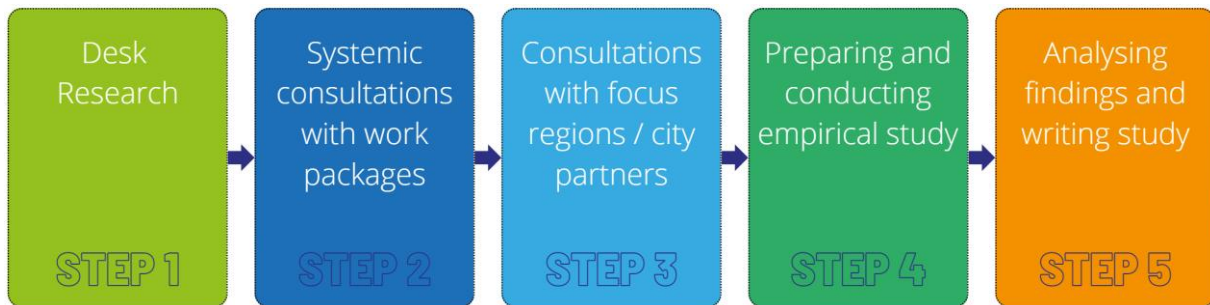 Desk
Research
STEP 1
Systemic
consultations
with work
packages
STEP 2
Consultations
with focus
regions / city
partners
STEP 3
Preparing and
conducting
empirical study
STEP 4
Analysing
findings and
writing study
STEP 5